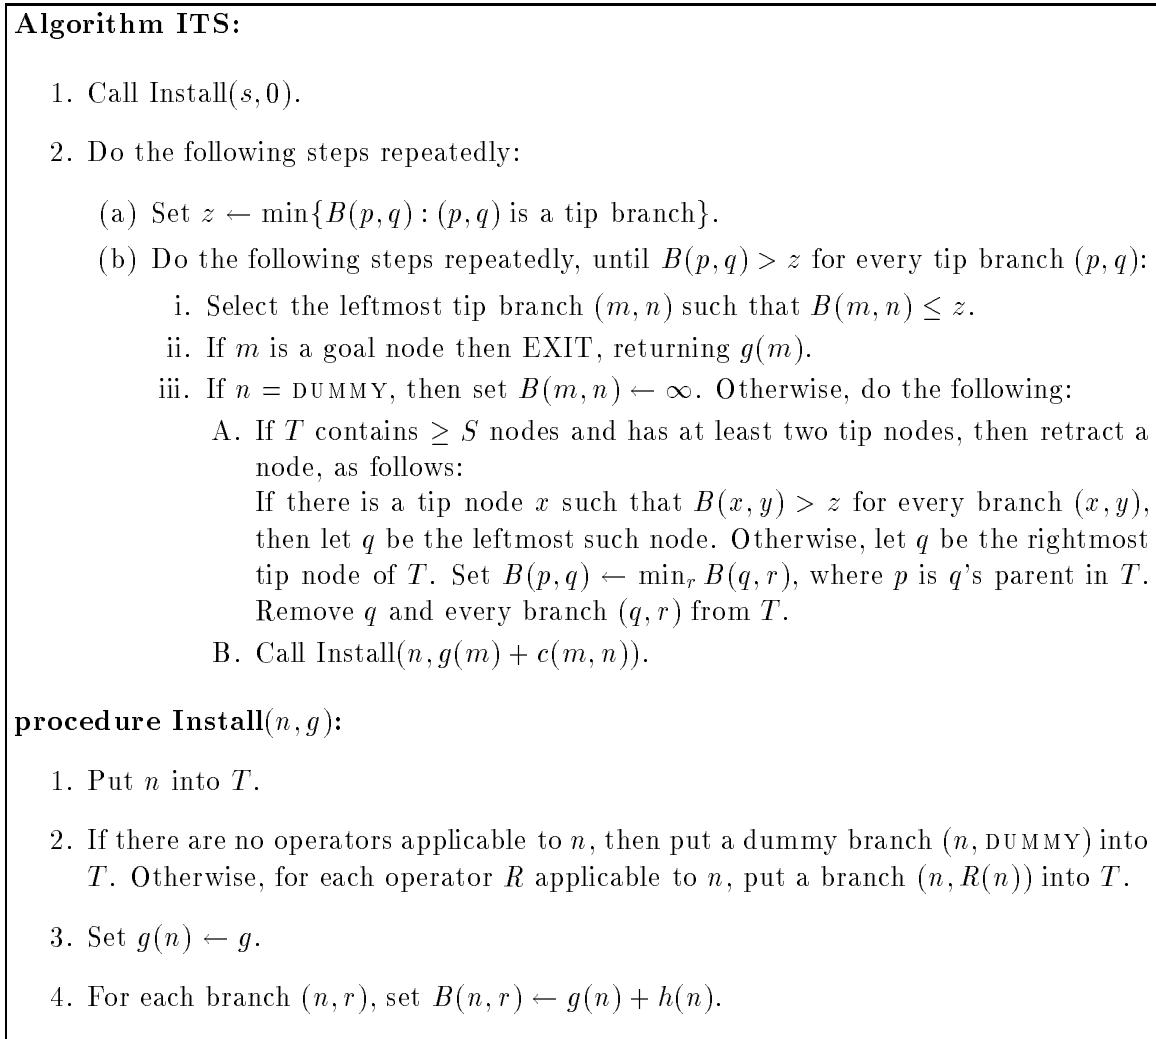 Algorithm ITS:
1. Call Install(s, 0).
2. Do the following steps repeatedly:
(a) Set z ← min{B(p, q) : (p, q) is a tip branch}.
(b) Do the following steps repeatedly, until B(p, q) > z for every tip branch (p, q):
i. Select the leftmost tip branch (m, n) such that B(m, n) ≤ z.
ii. If m is a goal node then EXIT, returning g(m).
iii. If n = DUMMY, then set B(m, n) ← ∞. Otherwise, do the following:
A. If T contains ≥ S nodes and has at least two tip nodes, then retract a
node, as follows:
If there is a tip node x such that B(x, y) > z for every branch (x, y),
then let q be the leftmost such node. Otherwise, let q be the rightmost
tip node of T. Set B(p, q) ← minᵣ B(q, r), where p is q's parent in T.
Remove q and every branch (q, r) from T.
B. Call Install(n, g(m) + c(m, n)).
procedure Install(n, g):
1. Put n into T.
2. If there are no operators applicable to n, then put a dummy branch (n, DUMMY) into
T. Otherwise, for each operator R applicable to n, put a branch (n, R(n)) into T.
3. Set g(n) ← g.
4. For each branch (n, r), set B(n, r) ← g(n) + h(n).